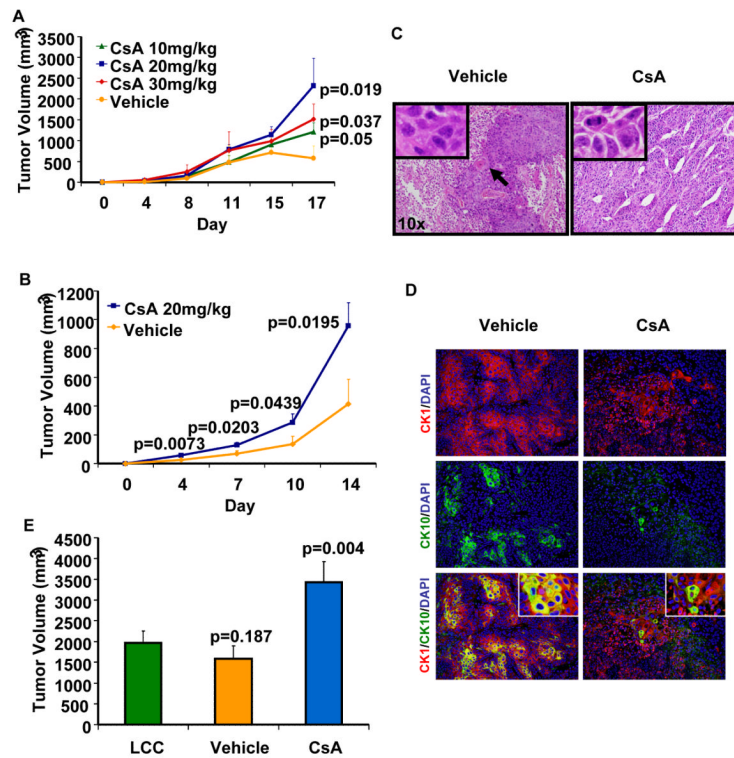 A
CsA 10mg/kg
CsA 20mg/kg
CsA 30mg/kg
Vehicle
Tumor Volume (mm³)
3500
3000
2500
2000
1500
1000
500
0
p=0.019
p=0.037
p=0.05
0 4 8 11 15 17
Day
B
CsA 20mg/kg
Vehicle
Tumor Volume (mm³)
1200
1000
800
600
400
200
0
p=0.0073
p=0.0203
p=0.0439
p=0.0195
0 4 7 10 14
Day
E
Tumor Volume (mm³)
4500
4000
3500
3000
2500
2000
1500
1000
500
0
p=0.187
p=0.004
LCC Vehicle CsA
C
Vehicle CsA
10x
D
Vehicle CsA
CK1/DAPI
CK10/DAPI
CK1/CK10/DAPI